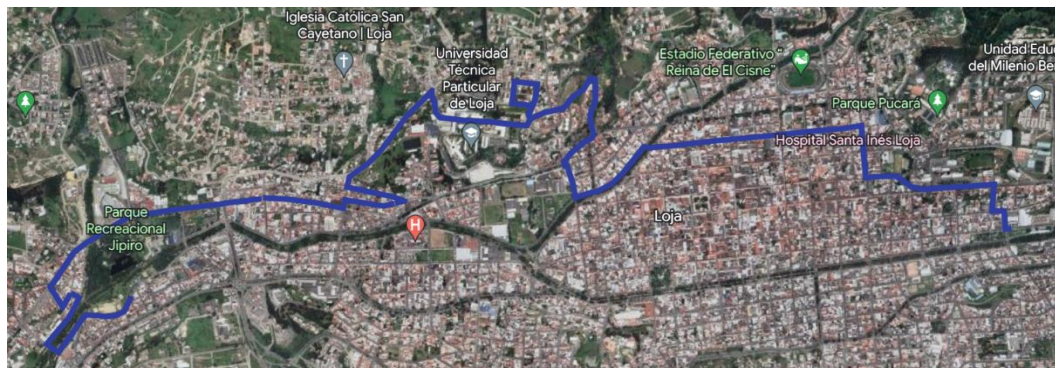 Iglesia Católica San
Cayetano | Loja
Universidad
Técnica
Particular
de Loja
Estadio Federativo "
Reina de El Cisne"
Unidad Edu
del Milenio Be
Parque Pucará
Hospital Santa Inés Loja
Parque
Recreacional
Jipiro
H
Loja